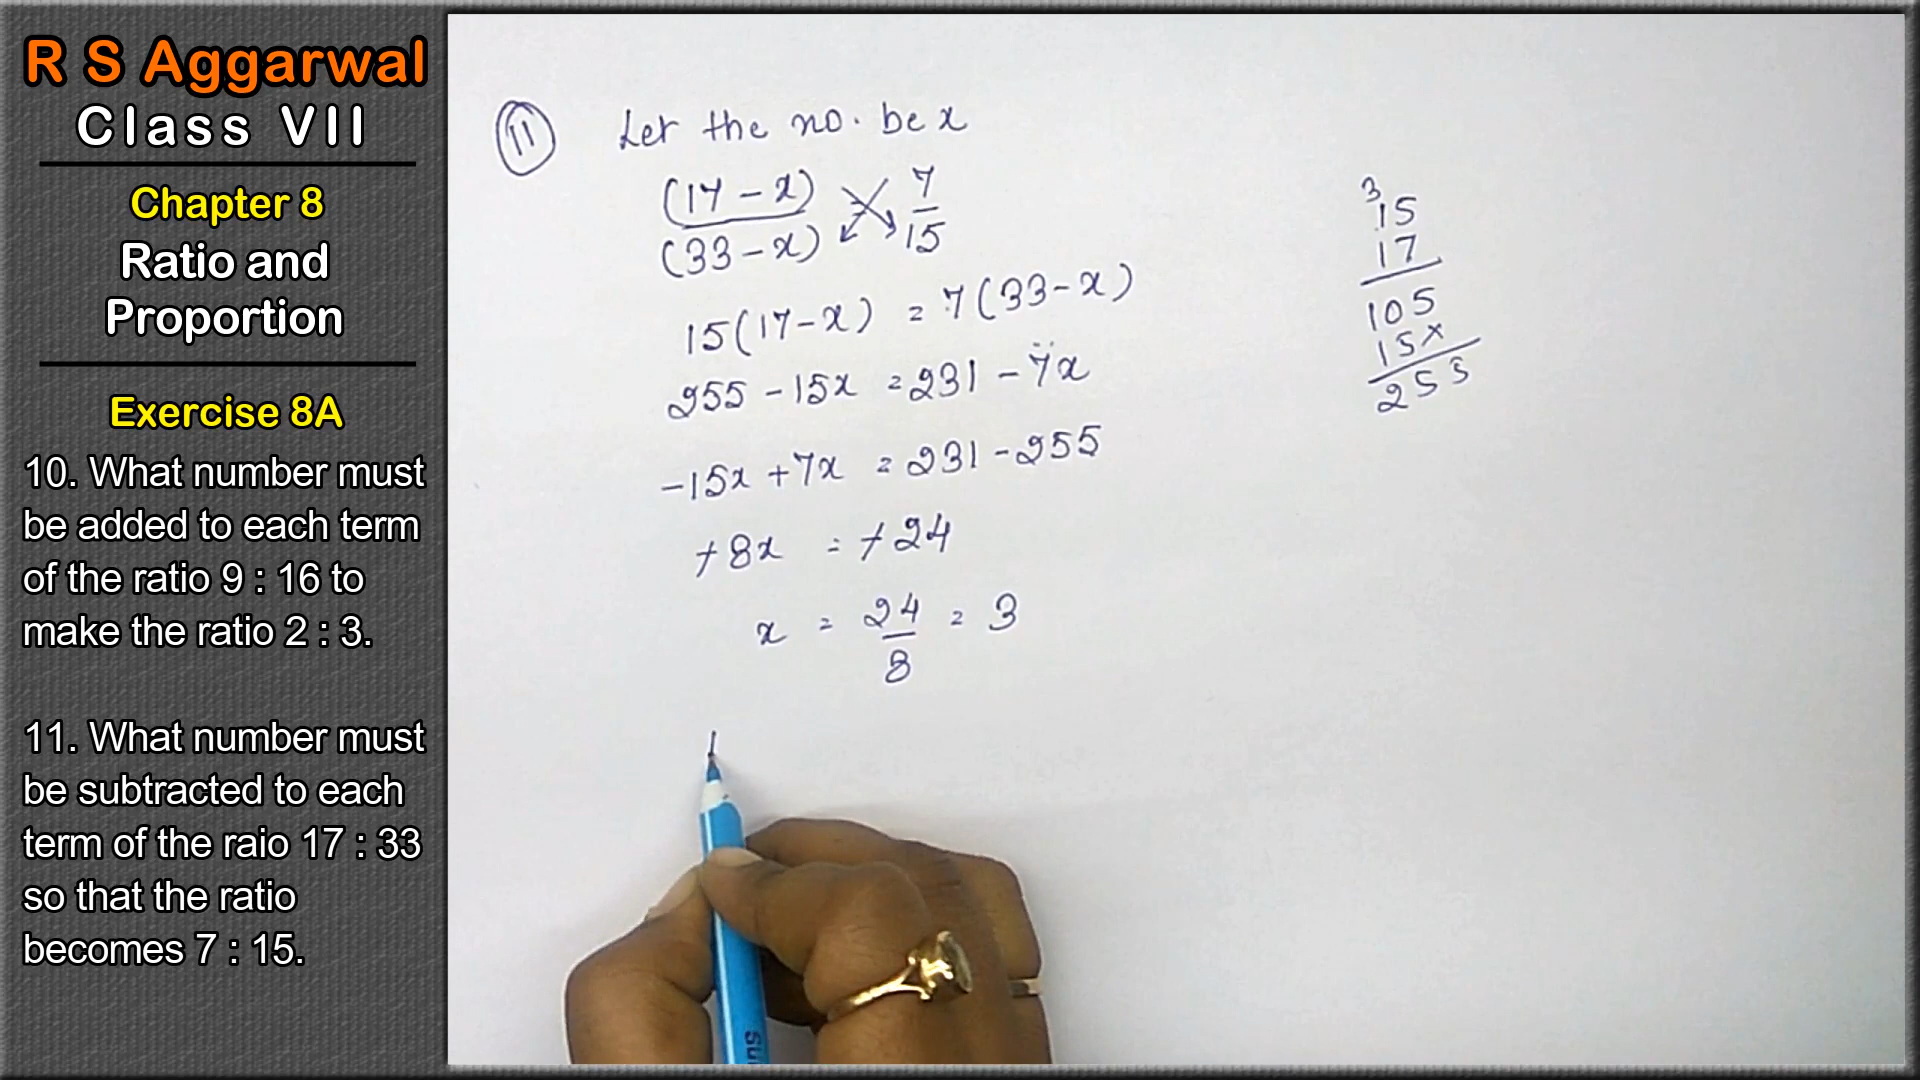 R S Aggarwal
Class VII
Chapter 8
Ratio and
Proportion
Exercise 8A
10. What number must
be added to each term
of the ratio 9 : 16 to
make the ratio 2 : 3.
11. What number must
be subtracted to each
term of the raio 17 : 33
so that the ratio
becomes 7 : 15.
11 Let the no. be x
(17 - x) = 7
(33 - x) 15
15(17 - x) = 7(33 - x)
255 - 15x = 231 - 7x
-15x + 7x = 231 - 255
+8x = +24
x = 24 = 3
8
3
15
17
105
15x
255
Su